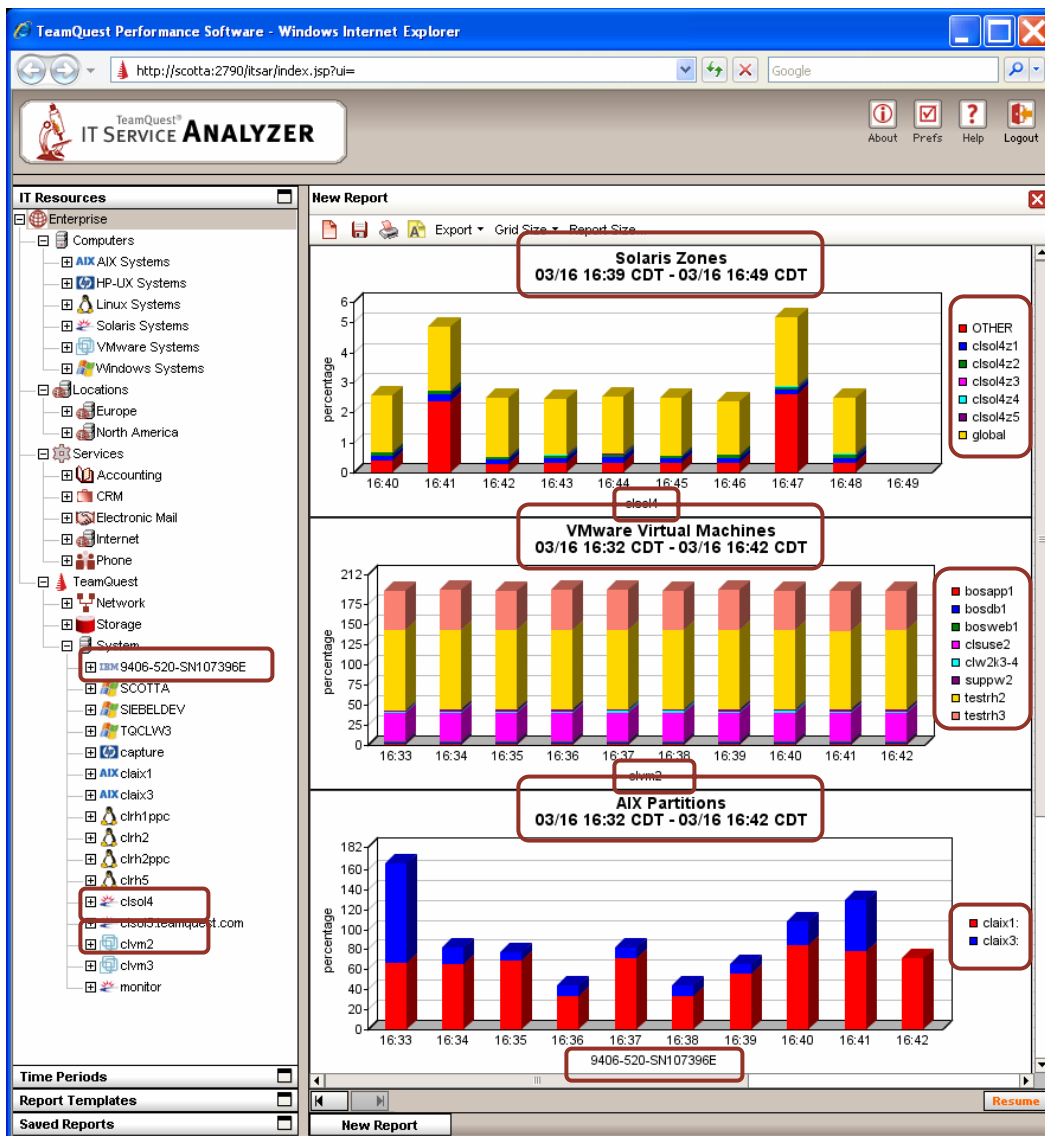 TeamQuest Performance Software - Windows Internet Explorer
http://scotta:2790/itsar/index.jsp?ui=
Google
TeamQuest®
IT SERVICE ANALYZER
About Prefs Help Logout
IT Resources
Enterprise
Computers
AIX AIX Systems
HP-UX Systems
Linux Systems
Solaris Systems
VMware Systems
Windows Systems
Locations
Europe
North America
Services
Accounting
CRM
Electronic Mail
Internet
Phone
TeamQuest
Network
Storage
System
IBM 9406-520-SN107396E
SCOTTA
SIEBELDEV
TQCLW3
capture
AIX claix1
AIX claix3
clrh1ppc
clrh2
clrh2ppc
clrh5
clsol4
clsol5.teamquest.com
clvm2
clvm3
monitor
Time Periods
Report Templates
Saved Reports
New Report
Export Grid Size Report Size
Solaris Zones
03/16 16:39 CDT - 03/16 16:49 CDT
percentage
6
5
4
3
2
1
0
16:40 16:41 16:42 16:43 16:44 16:45 16:46 16:47 16:48 16:49
clsol4
OTHER
clsol4z1
clsol4z2
clsol4z3
clsol4z4
clsol4z5
global
VMware Virtual Machines
03/16 16:32 CDT - 03/16 16:42 CDT
percentage
212
175
150
125
100
75
50
25
0
16:33 16:34 16:35 16:36 16:37 16:38 16:39 16:40 16:41 16:42
clvm2
bosapp1
bosdb1
bosweb1
clsuse2
clw2k3-4
suppw2
testrh2
testrh3
AIX Partitions
03/16 16:32 CDT - 03/16 16:42 CDT
percentage
182
160
140
120
100
80
60
40
20
0
16:33 16:34 16:35 16:36 16:37 16:38 16:39 16:40 16:41 16:42
9406-520-SN107396E
claix1:
claix3:
Resume
New Report